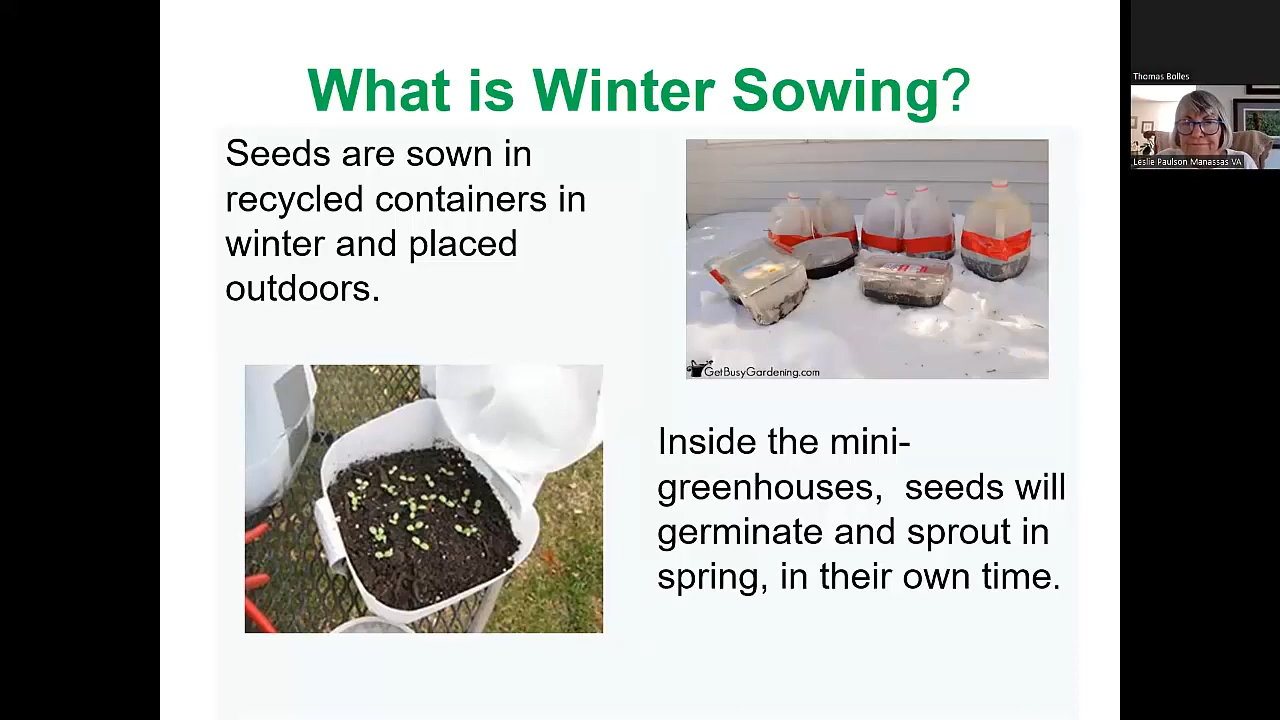 What is Winter Sowing?
Seeds are sown in
recycled containers in
winter and placed
outdoors.
GetBusyGardening.com
Inside the mini-
greenhouses,  seeds will
germinate and sprout in
spring, in their own time.
Thomas Bolles
Leslie Paulson Manassas VA